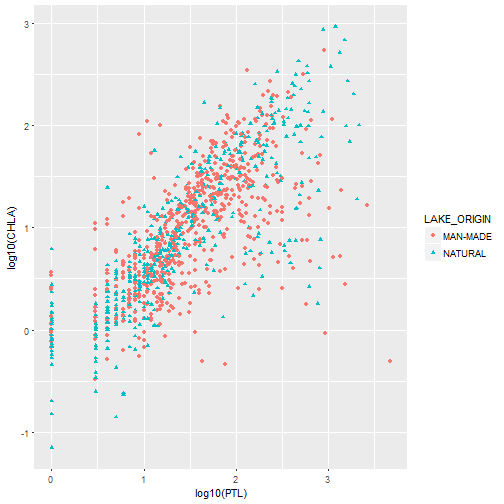 3
2
1
0
-1
log10(CHLA)
0
1
2
3
log10(PTL)
LAKE_ORIGIN
MAN-MADE
NATURAL